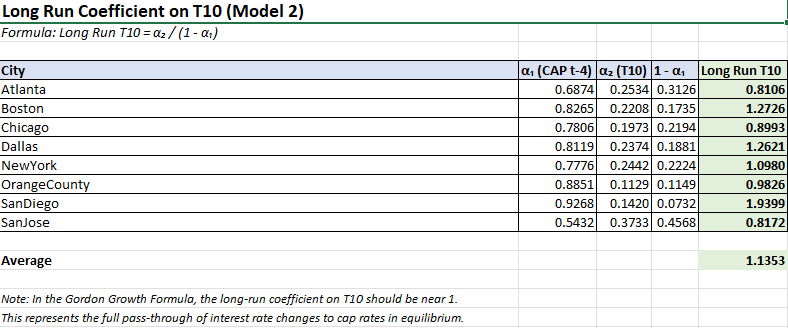 Long Run Coefficient on T10 (Model 2)
Formula: Long Run T10 = α₂ / (1 - α₁)
City α₁ (CAP t-4) α₂ (T10) 1 - α₁ Long Run T10
Atlanta 0.6874 0.2534 0.3126 0.8106
Boston 0.8265 0.2208 0.1735 1.2726
Chicago 0.7806 0.1973 0.2194 0.8993
Dallas 0.8119 0.2374 0.1881 1.2621
NewYork 0.7776 0.2442 0.2224 1.0980
OrangeCounty 0.8851 0.1129 0.1149 0.9826
SanDiego 0.9268 0.1420 0.0732 1.9399
SanJose 0.5432 0.3733 0.4568 0.8172
Average 1.1353
Note: In the Gordon Growth Formula, the long-run coefficient on T10 should be near 1.
This represents the full pass-through of interest rate changes to cap rates in equilibrium.